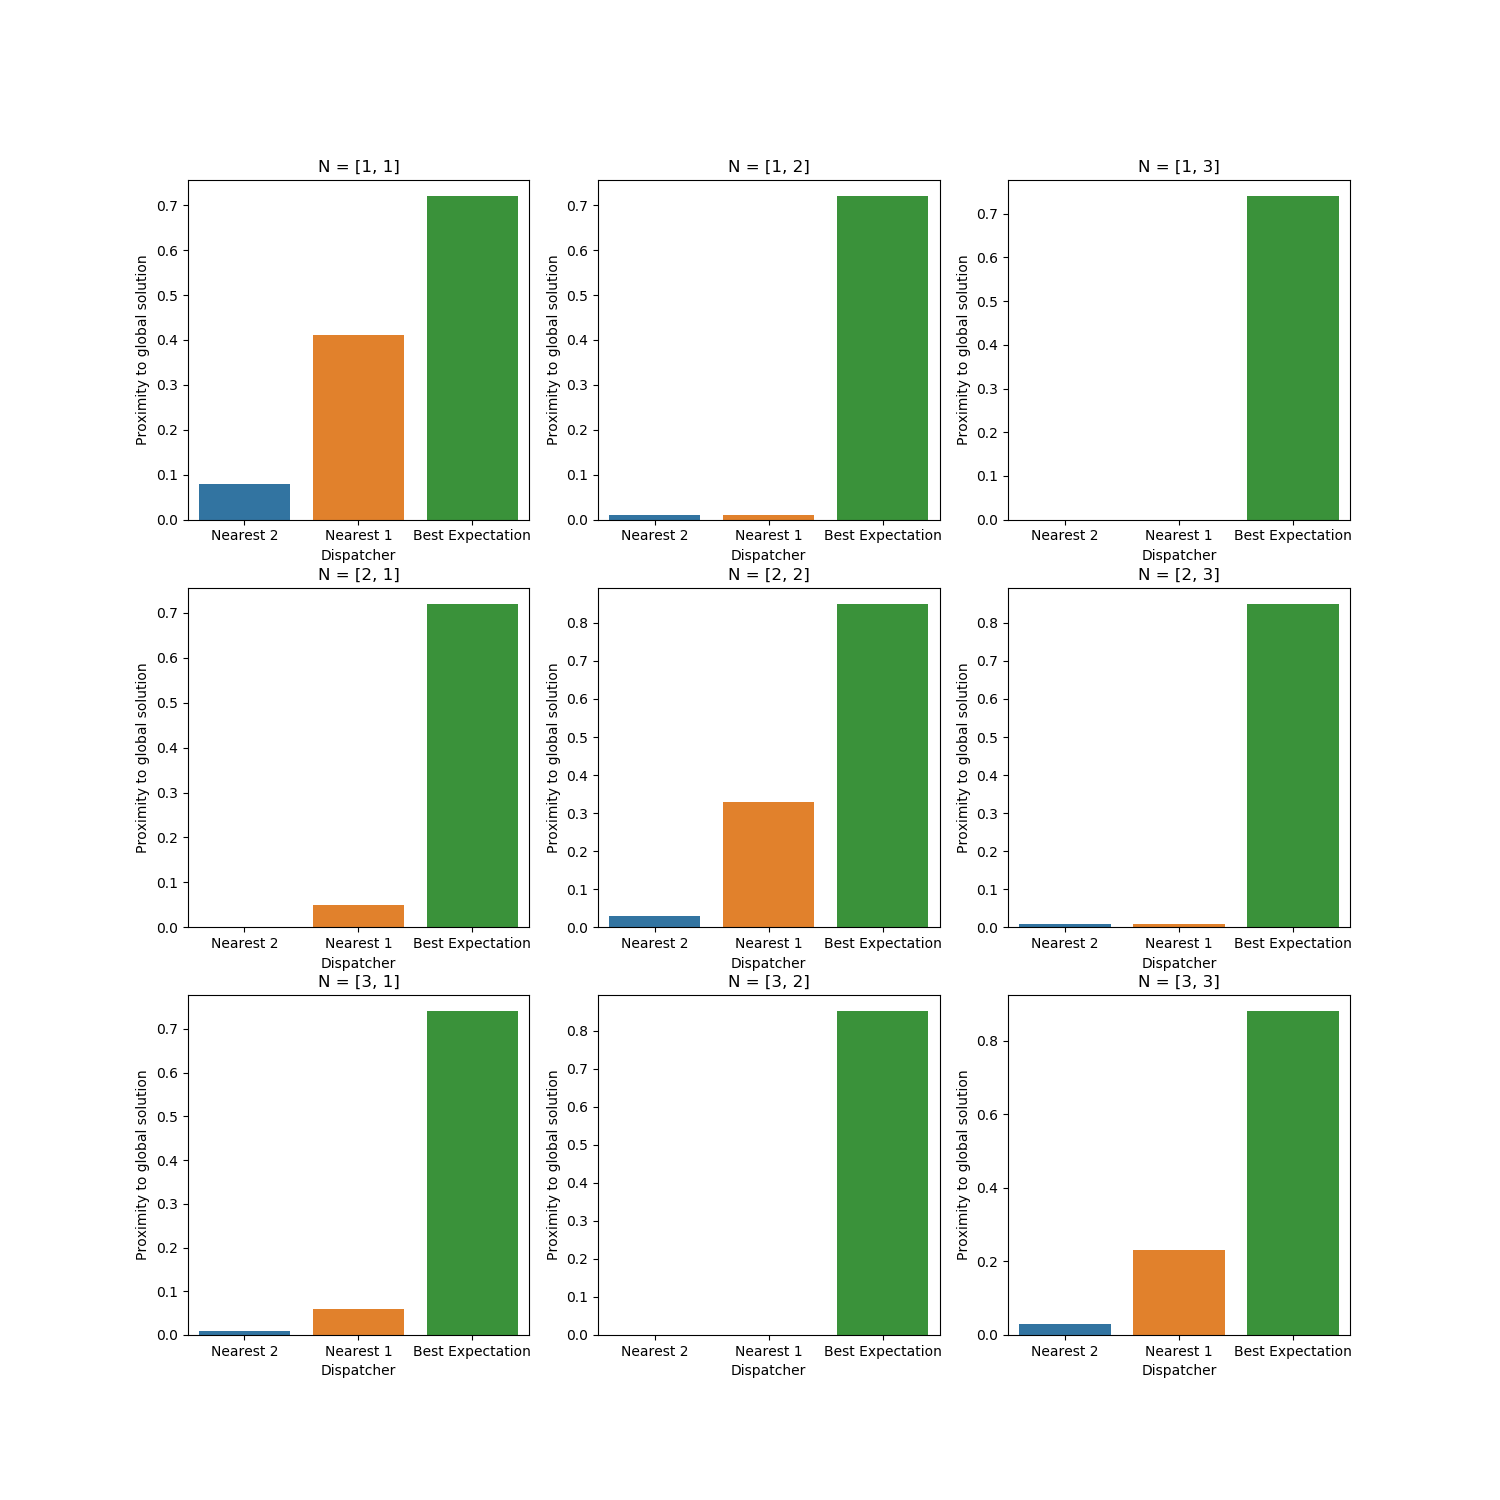 N = [1, 1]
Proximity to global solution
0.7
0.6
0.5
0.4
0.3
0.2
0.1
0.0
Nearest 2 Nearest 1 Best Expectation
Dispatcher
N = [1, 2]
Proximity to global solution
0.7
0.6
0.5
0.4
0.3
0.2
0.1
0.0
Nearest 2 Nearest 1 Best Expectation
Dispatcher
N = [1, 3]
Proximity to global solution
0.7
0.6
0.5
0.4
0.3
0.2
0.1
0.0
Nearest 2 Nearest 1 Best Expectation
Dispatcher
N = [2, 1]
Proximity to global solution
0.7
0.6
0.5
0.4
0.3
0.2
0.1
0.0
Nearest 2 Nearest 1 Best Expectation
Dispatcher
N = [2, 2]
Proximity to global solution
0.8
0.7
0.6
0.5
0.4
0.3
0.2
0.1
0.0
Nearest 2 Nearest 1 Best Expectation
Dispatcher
N = [2, 3]
Proximity to global solution
0.8
0.7
0.6
0.5
0.4
0.3
0.2
0.1
0.0
Nearest 2 Nearest 1 Best Expectation
Dispatcher
N = [3, 1]
Proximity to global solution
0.7
0.6
0.5
0.4
0.3
0.2
0.1
0.0
Nearest 2 Nearest 1 Best Expectation
Dispatcher
N = [3, 2]
Proximity to global solution
0.8
0.7
0.6
0.5
0.4
0.3
0.2
0.1
0.0
Nearest 2 Nearest 1 Best Expectation
Dispatcher
N = [3, 3]
Proximity to global solution
0.8
0.6
0.4
0.2
0.0
Nearest 2 Nearest 1 Best Expectation
Dispatcher